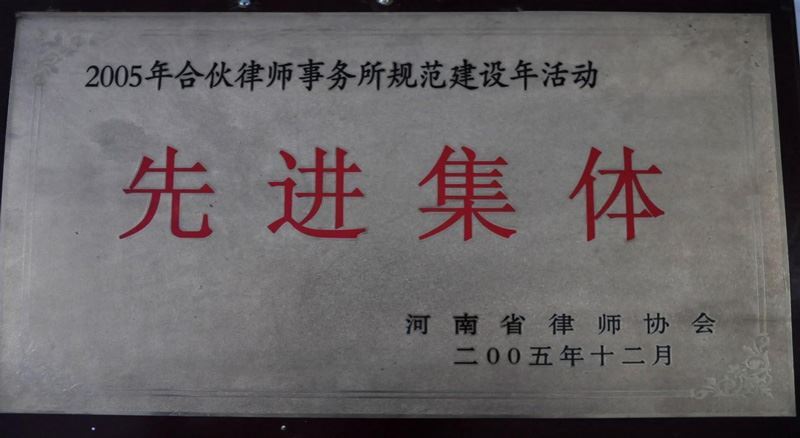 2005年合伙律师事务所规范建设年活动
先进集体
河南省律师协会
二00五年十二月